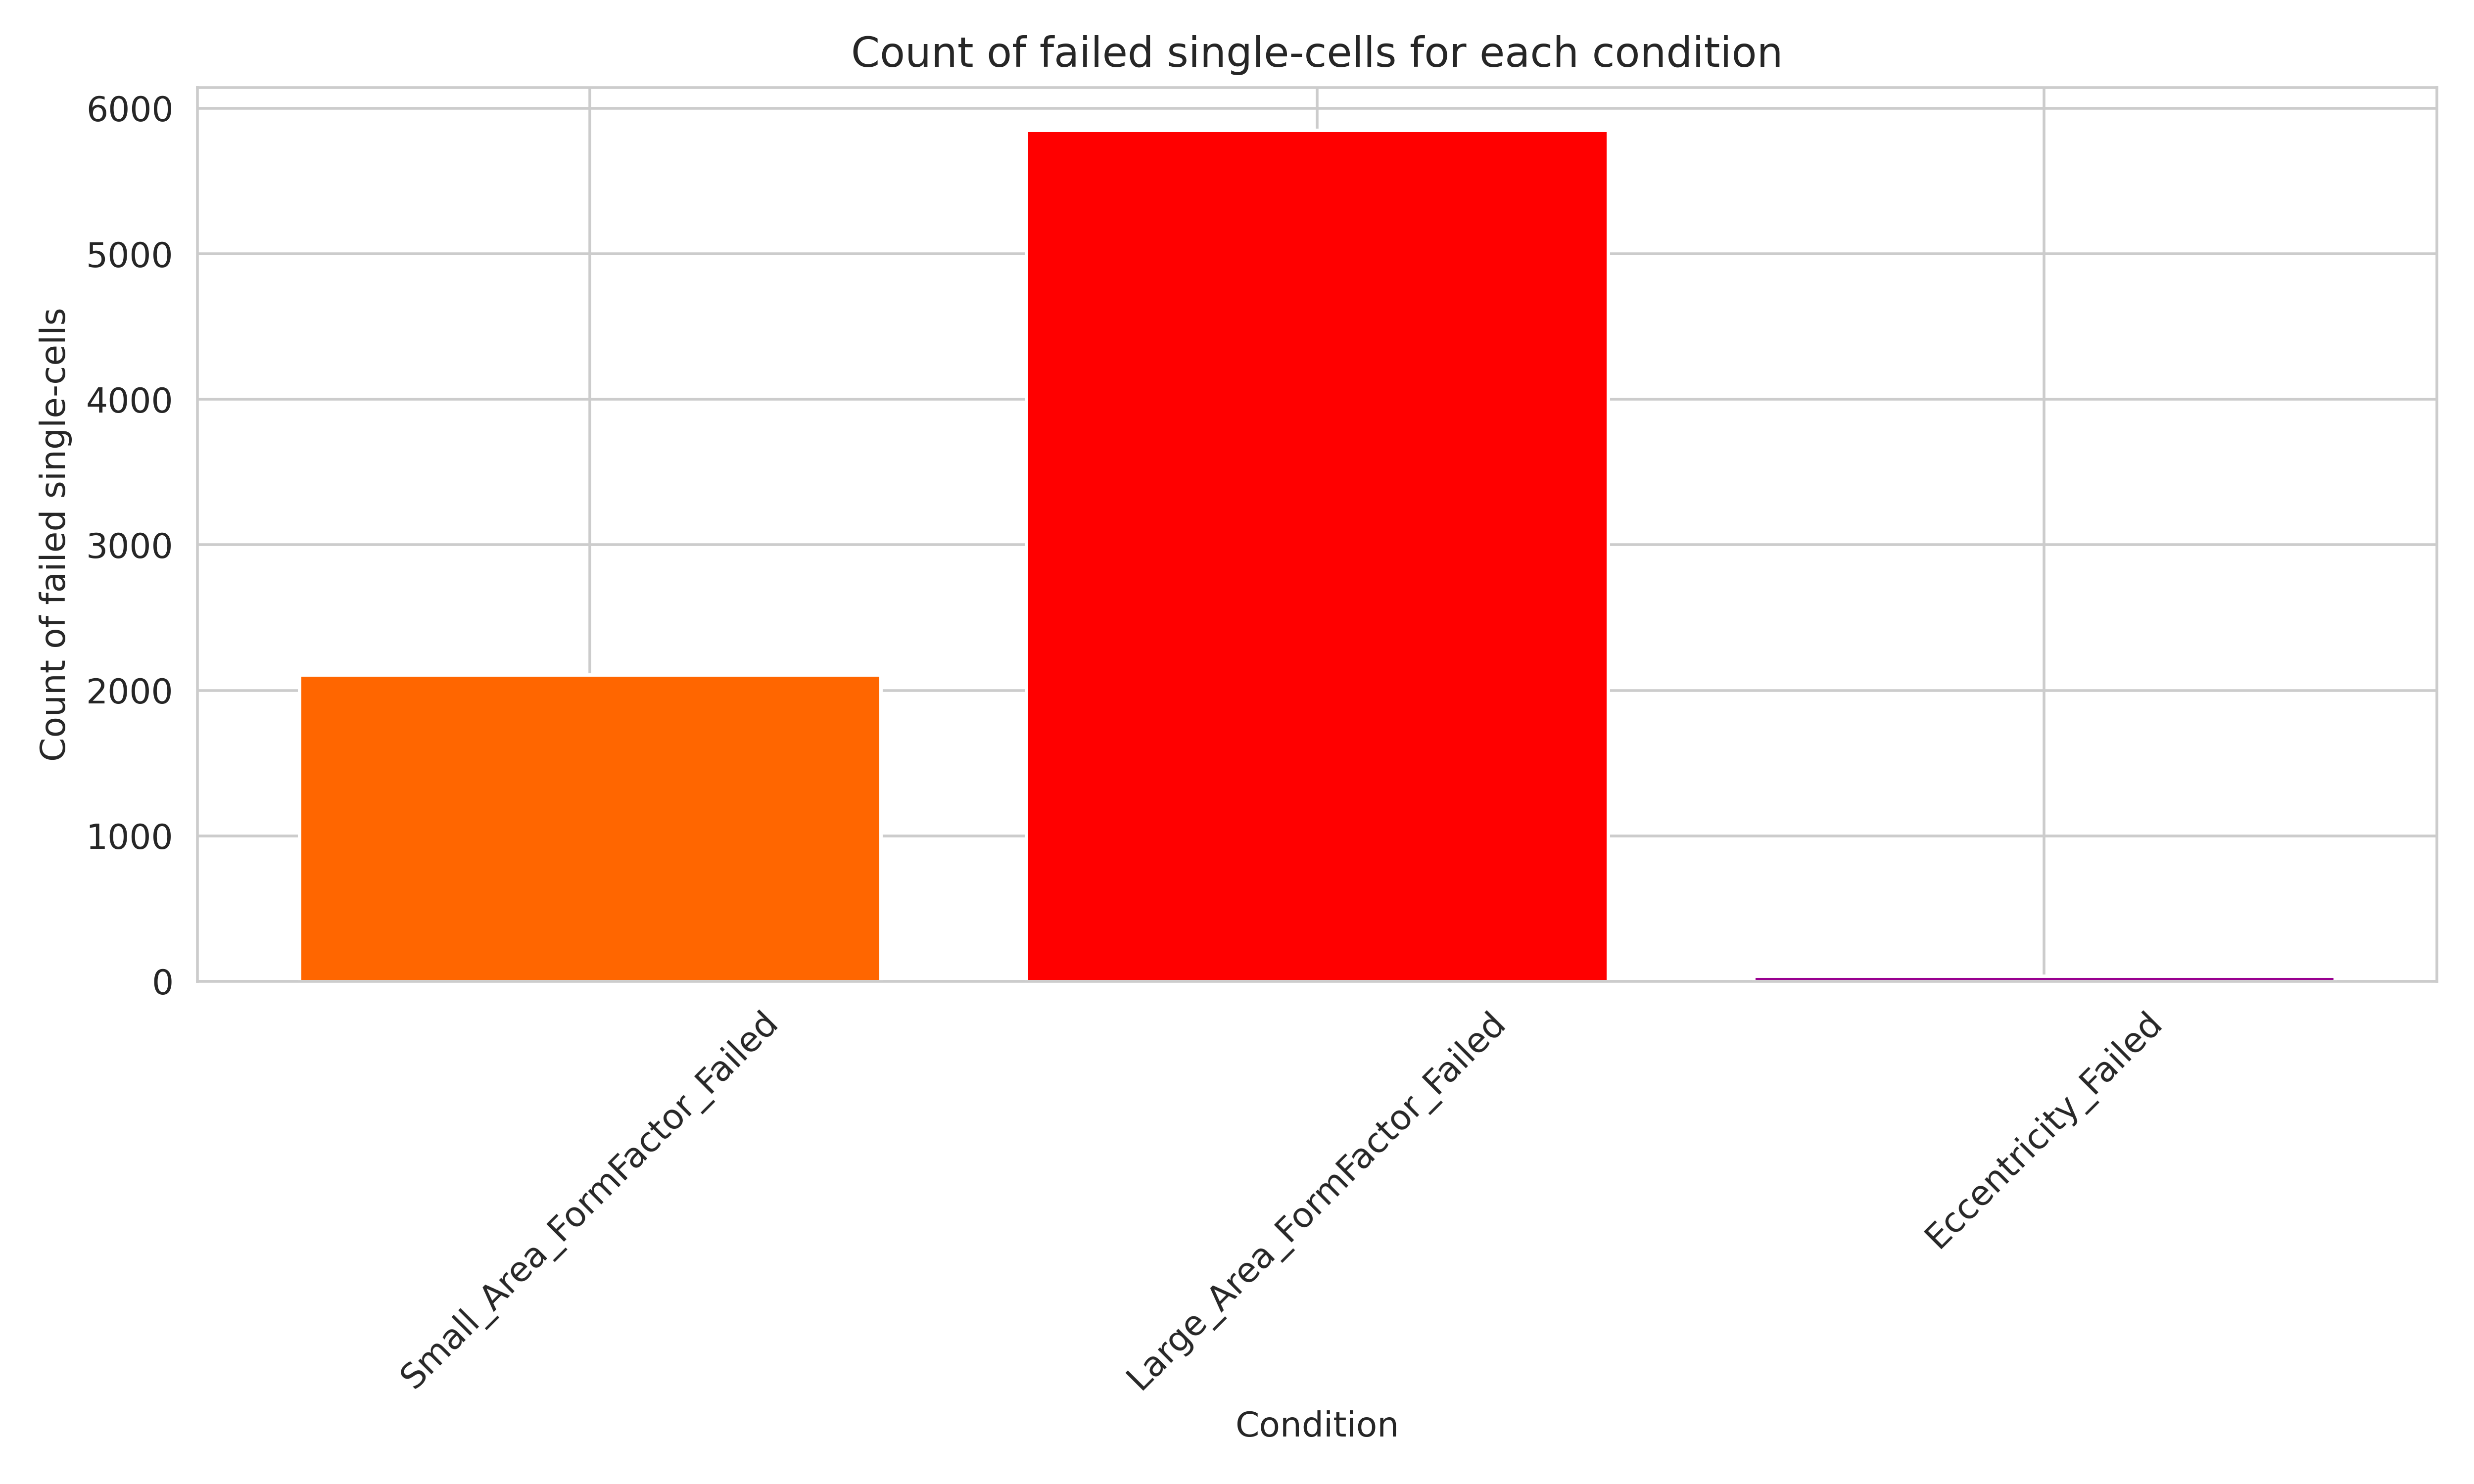 Count of failed single-cells for each condition
Count of failed single-cells
6000
5000
4000
3000
2000
1000
0
Small_Area_FormFactor_Failed
Large_Area_FormFactor_Failed
Eccentricity_Failed
Condition